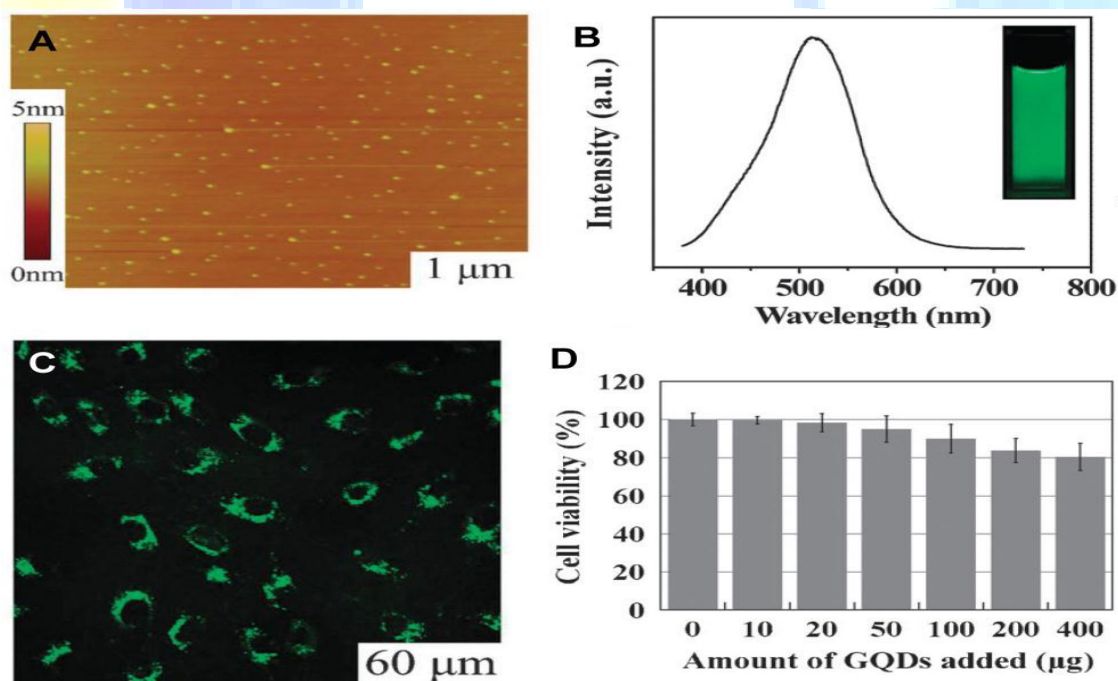 A
5nm
0nm
1 μm
B
Intensity (a.u.)
400 500 600 700 800
Wavelength (nm)
C
60 μm
D
Cell viability (%)
120
100
80
60
40
20
0
0 10 20 50 100 200 400
Amount of GQDs added (μg)